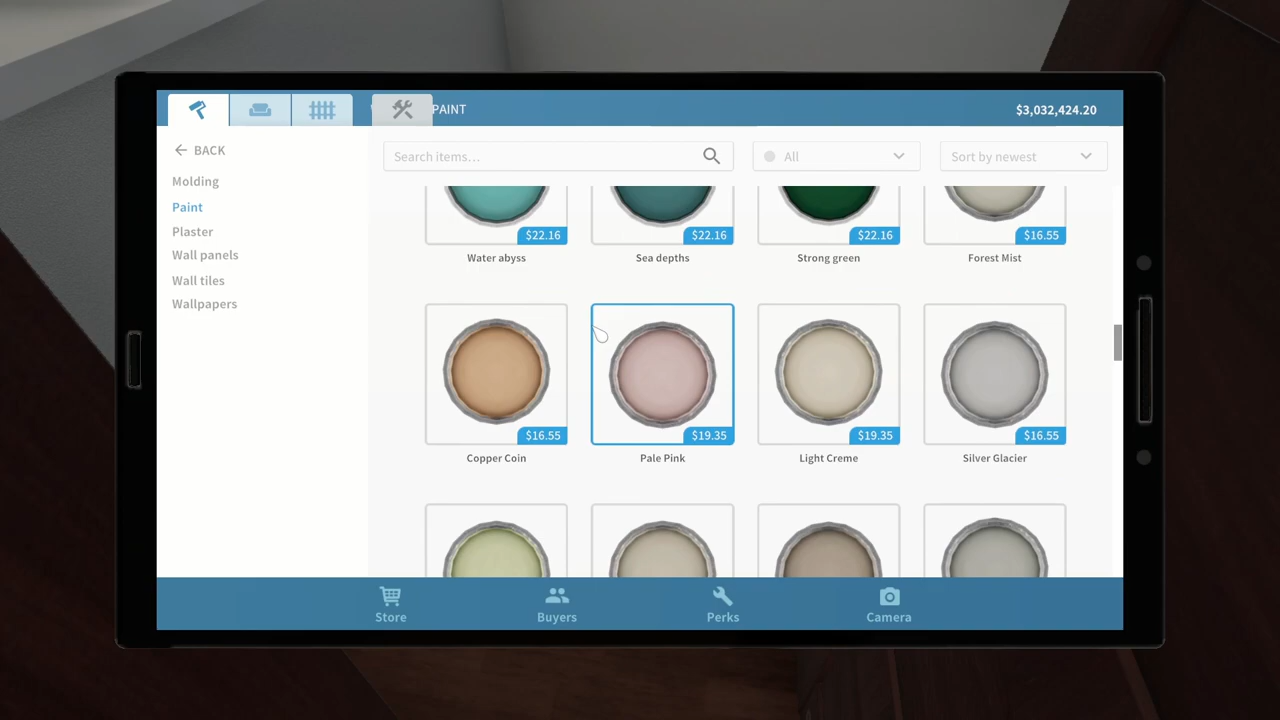 PAINT
$3,032,424.20
BACK
Search items...
All
Sort by newest
Molding
Paint
Plaster
Wall panels
Wall tiles
Wallpapers
$22.16
$22.16
$22.16
$16.55
Water abyss
Sea depths
Strong green
Forest Mist
$16.55
$19.35
$19.35
$16.55
Copper Coin
Pale Pink
Light Creme
Silver Glacier
Store
Buyers
Perks
Camera